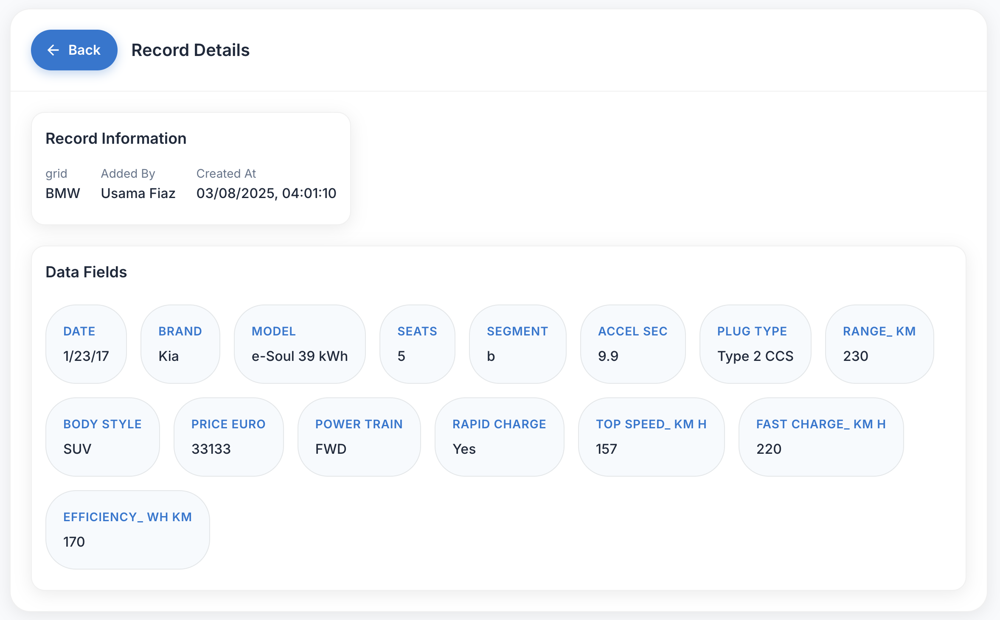 Back
Record Details
Record Information
grid Added By Created At
BMW Usama Fiaz 03/08/2025, 04:01:10
Data Fields
DATE BRAND MODEL SEATS SEGMENT ACCEL SEC PLUG TYPE RANGE_ KM
1/23/17 Kia e-Soul 39 kWh 5 b 9.9 Type 2 CCS 230
BODY STYLE PRICE EURO POWER TRAIN RAPID CHARGE TOP SPEED_ KM H FAST CHARGE_ KM H
SUV 33133 FWD Yes 157 220
EFFICIENCY_ WH KM
170